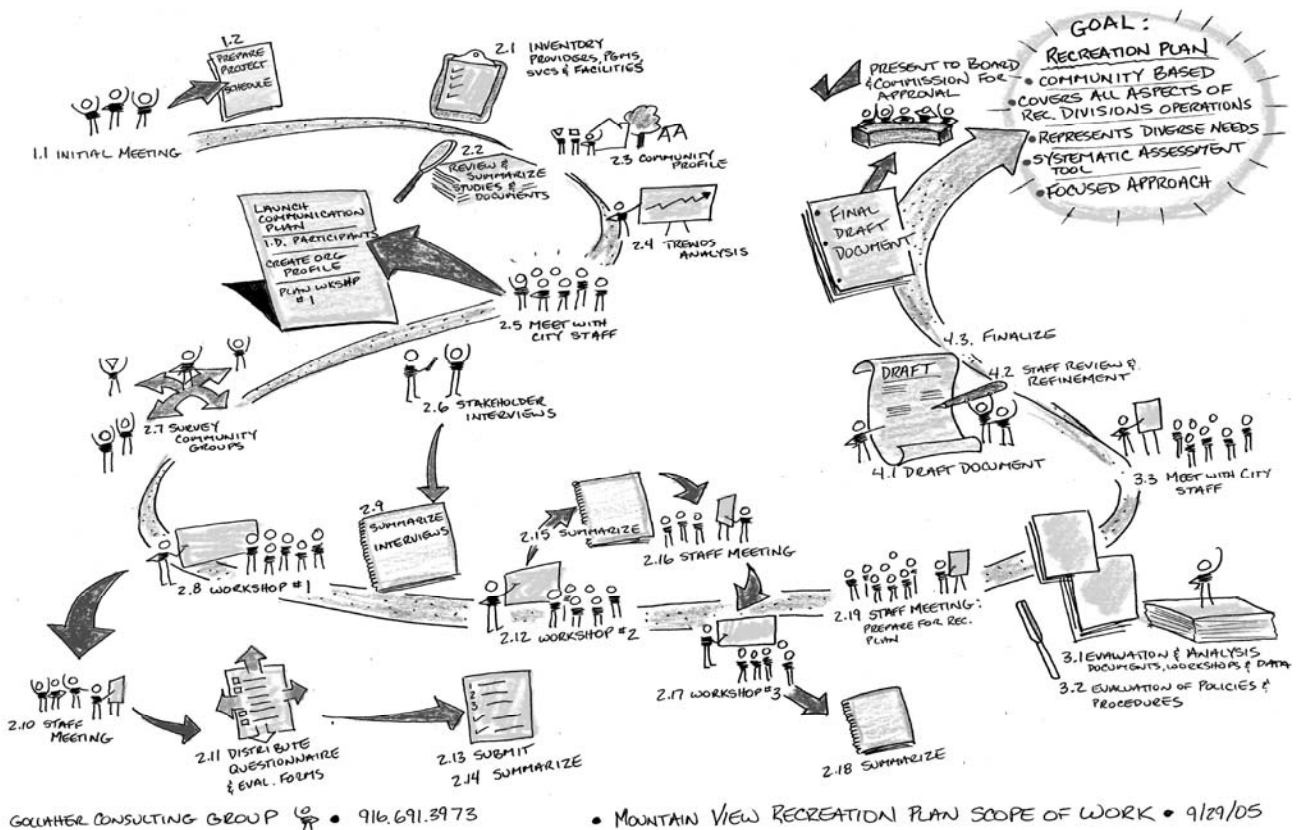 1.1 INITIAL MEETING
1.2
PREPARE
PROJECT
SCHEDULE
2.1 INVENTORY
PROVIDERS, PGMS,
SVCS & FACILITIES
2.2
REVIEW &
SUMMARIZE
STUDIES &
DOCUMENTS
2.3 COMMUNITY
PROFILE
2.4 TRENDS
ANALYSIS
2.5 MEET WITH
CITY STAFF
LAUNCH
COMMUNICATION
PLAN
I.D. PARTICIPANTS
CREATE ORG
PROFILE
PLAN WKSHP
#1
2.6 STAKEHOLDER
INTERVIEWS
2.7 SURVEY
COMMUNITY
GROUPS
2.8 WORKSHOP #1
2.9
SUMMARIZE
INTERVIEWS
2.10 STAFF
MEETING
2.11 DISTRIBUTE
QUESTIONNAIRE
& EVAL. FORMS
2.12 WORKSHOP #2
1
2
3
2.13 SUBMIT
2.14 SUMMARIZE
2.15 SUMMARIZE
2.16 STAFF MEETING
2.17 WORKSHOP #3
2.18 SUMMARIZE
2.19 STAFF MEETING:
PREPARE FOR REC.
PLAN
3.1 EVALUATION & ANALYSIS
DOCUMENTS, WORKSHOPS & DATA
3.2 EVALUATION OF POLICIES &
PROCEDURES
3.3 MEET WITH CITY
STAFF
DRAFT
4.1 DRAFT DOCUMENT
4.2 STAFF REVIEW &
REFINEMENT
4.3. FINALIZE
• FINAL
• DRAFT
DOCUMENT
•
PRESENT TO BOARD
& COMMISSION FOR
APPROVAL
GOAL:
RECREATION PLAN
• COMMUNITY BASED
• COVERS ALL ASPECTS OF
REC. DIVISIONS OPERATIONS
• REPRESENTS DIVERSE NEEDS
• SYSTEMATIC ASSESSMENT
TOOL
• FOCUSED APPROACH
GOLLAHER CONSULTING GROUP • 916.691.3973
• MOUNTAIN VIEW RECREATION PLAN SCOPE OF WORK • 9/29/05